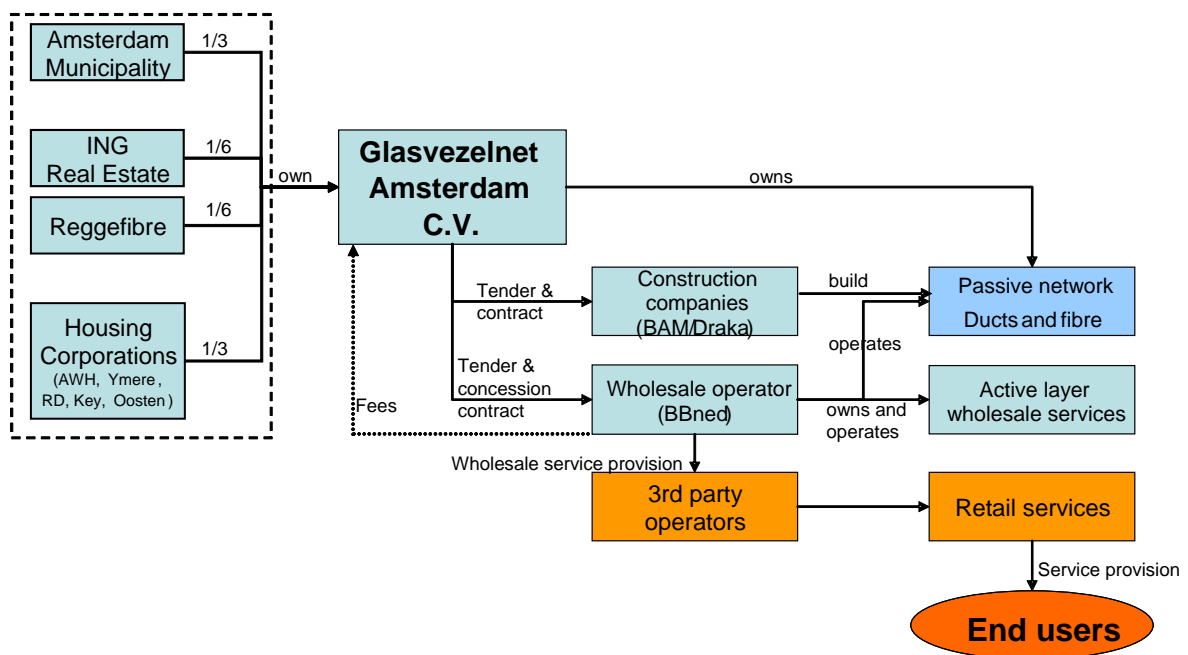 Amsterdam
Municipality
1/3
ING
Real Estate
1/6
Reggefibre
1/6
Housing
Corporations
(AWH, Ymere,
RD, Key, Oosten)
1/3
own
Glasvezelnet
Amsterdam
C.V.
owns
Tender &
contract
Construction
companies
(BAM/Draka)
build
Passive network
Ducts and fibre
operates
Tender &
concession
contract
Fees
Wholesale operator
(BBned)
owns and
operates
Active layer
wholesale services
Wholesale service provision
3rd party
operators
Retail services
Service provision
End users